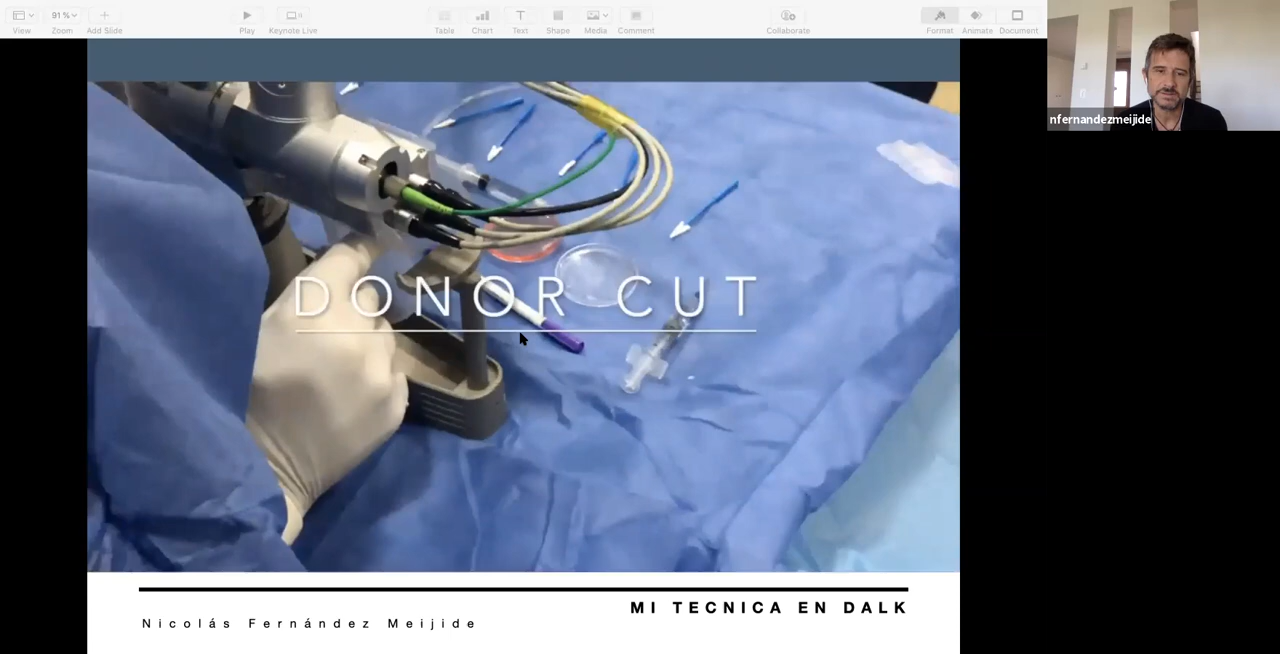 91 %
View
Zoom
Add Slide
Play
Keynote Live
Table
Chart
Text
Shape
Media
Comment
Collaborate
Format
Animate
Document
nfernandezmeijide
DONOR CUT
MI TECNICA EN DALK
Nicolás Fernández Meijide